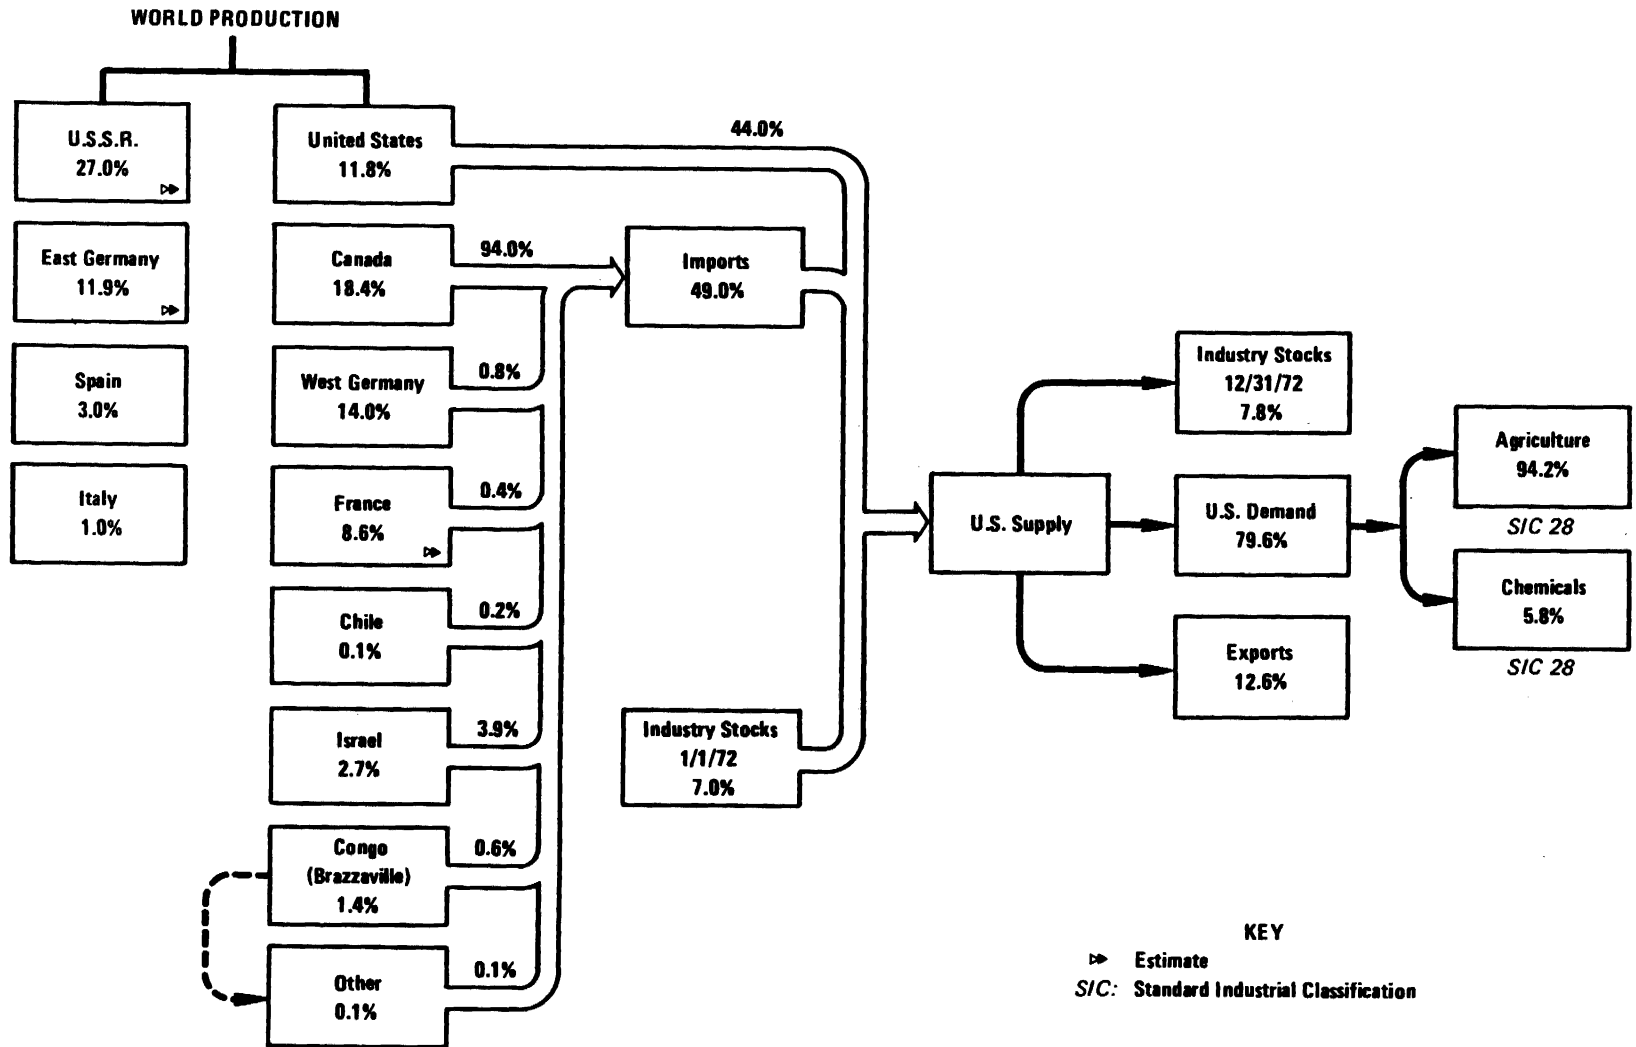 WORLD PRODUCTION
U.S.S.R.
27.0%
East Germany
11.9%
Spain
3.0%
Italy
1.0%
United States
11.8%
44.0%
Canada
18.4%
94.0%
West Germany
14.0%
0.8%
France
8.6%
0.4%
Chile
0.1%
0.2%
Israel
2.7%
3.9%
Congo
(Brazzaville)
1.4%
0.6%
Other
0.1%
0.1%
Imports
49.0%
Industry Stocks
1/1/72
7.0%
U.S. Supply
Industry Stocks
12/31/72
7.8%
U.S. Demand
79.6%
Exports
12.6%
Agriculture
94.2%
SIC 28
Chemicals
5.8%
SIC 28
KEY
Estimate
SIC: Standard Industrial Classification